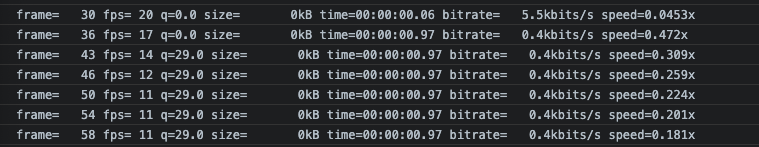 frame=   30 fps= 20 q=0.0 size=       0kB time=00:00:00.06 bitrate=   5.5kbits/s speed=0.0453x
frame=   36 fps= 17 q=0.0 size=       0kB time=00:00:00.97 bitrate=   0.4kbits/s speed=0.472x
frame=   43 fps= 14 q=29.0 size=       0kB time=00:00:00.97 bitrate=   0.4kbits/s speed=0.309x
frame=   46 fps= 12 q=29.0 size=       0kB time=00:00:00.97 bitrate=   0.4kbits/s speed=0.259x
frame=   50 fps= 11 q=29.0 size=       0kB time=00:00:00.97 bitrate=   0.4kbits/s speed=0.224x
frame=   54 fps= 11 q=29.0 size=       0kB time=00:00:00.97 bitrate=   0.4kbits/s speed=0.201x
frame=   58 fps= 11 q=29.0 size=       0kB time=00:00:00.97 bitrate=   0.4kbits/s speed=0.181x